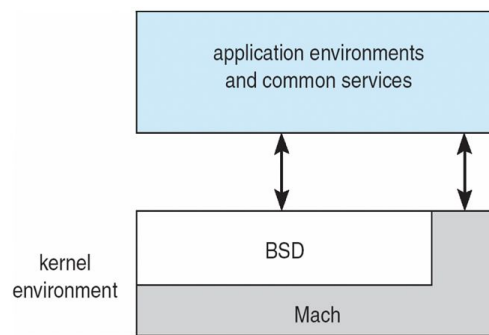 application environments
and common services
BSD
kernel
environment
Mach